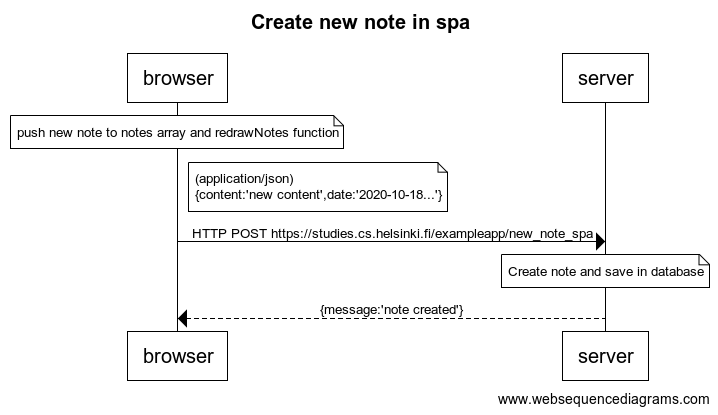 Create new note in spa
browser
server
push new note to notes array and redrawNotes function
(application/json)
{content:'new content',date:'2020-10-18...'}
HTTP POST https://studies.cs.helsinki.fi/exampleapp/new_note_spa
Create note and save in database
{message:'note created'}
browser
server
www.websequencediagrams.com